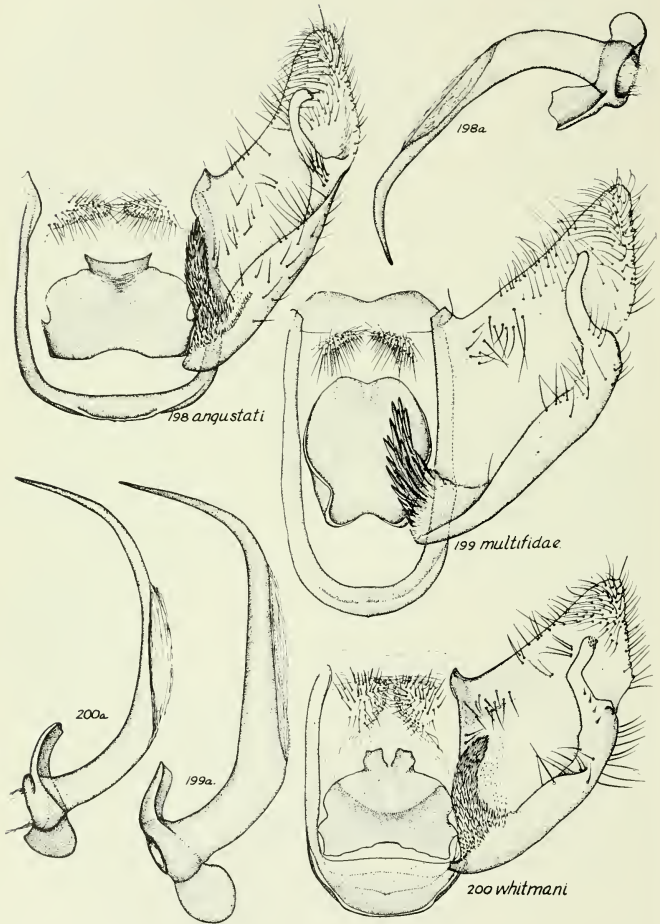 198a
198 angustati
199 multifidae.
200a
199a.
200 whitmani